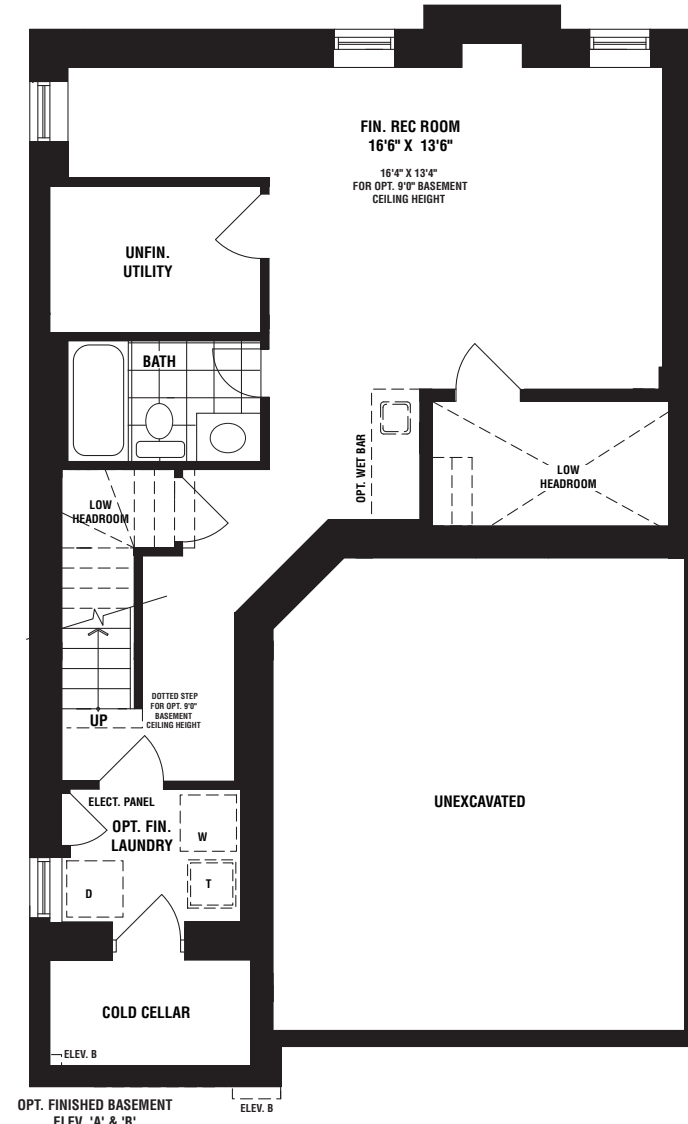 FIN. REC ROOM
16'6" X 13'6"
16'4" X 13'4"
FOR OPT. 9'0" BASEMENT
CEILING HEIGHT
UNFIN.
UTILITY
BATH
OPT. WET BAR
LOW
HEADROOM
LOW
HEADROOM
DOTTED STEP
FOR OPT. 9'0"
BASEMENT
CEILING HEIGHT
UP
ELECT. PANEL
OPT. FIN.
LAUNDRY
W
T
D
UNEXCAVATED
COLD CELLAR
ELEV. B
OPT. FINISHED BASEMENT
ELEV. 'A' & 'B'
ELEV. B